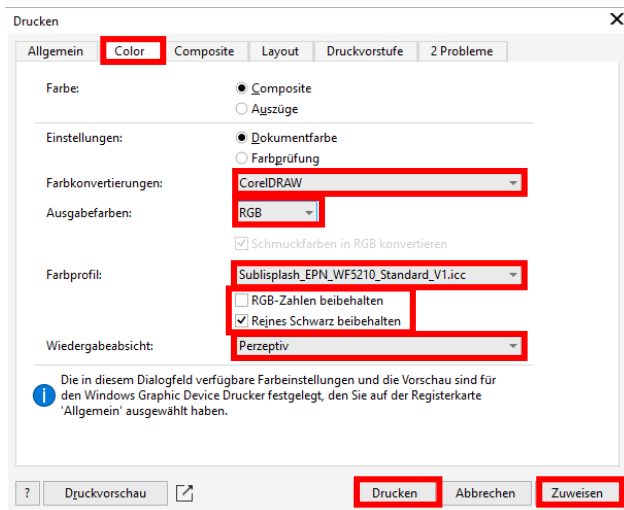 Drucken X
Allgemein Color Composite Layout Druckvorstufe 2 Probleme
Farbe: Composite
Auszüge
Einstellungen: Dokumentfarbe
Farbprüfung
Farbkonvertierungen: CorelDRAW
Ausgabefarben: RGB
Schmuckfarben in RGB konvertieren
Farbprofil: Sublisplash_EPN_WF5210_Standard_V1.icc
RGB-Zahlen beibehalten
Reines Schwarz beibehalten
Wiedergabeabsicht: Perzeptiv
Die in diesem Dialogfeld verfügbare Farbeinstellungen und die Vorschau sind für
den Windows Graphic Device Drucker festgelegt, den Sie auf der Registerkarte
'Allgemein' ausgewählt haben.
? Druckvorschau Drucken Abbrechen Zuweisen